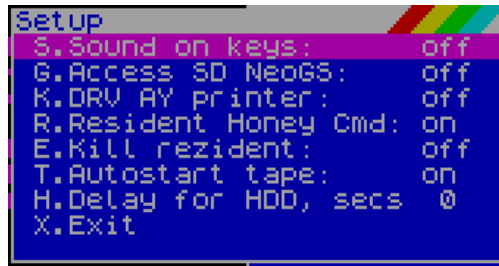 Setup
S.Sound on keys: off
G.Access SD NeoGS: off
K.DRV AY printer: off
R.Resident Honey Cmd: on
E.Kill rezident: off
T.Autostart tape: on
H.Delay for HDD, secs 0
X.Exit